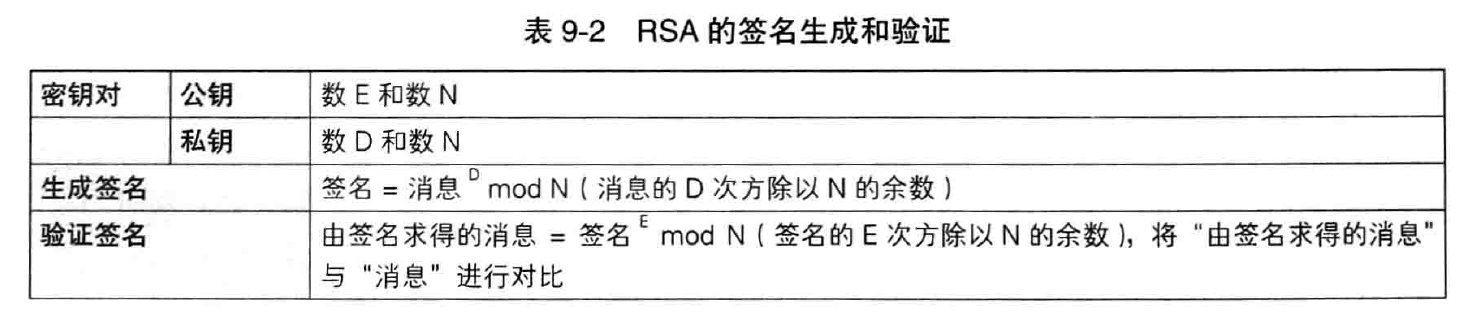 表 9-2 RSA 的签名生成和验证
密钥对 公钥 数 E 和数 N
私钥 数 D 和数 N
生成签名 签名 = 消息 D mod N ( 消息的 D 次方除以 N 的余数 )
验证签名 由签名求得的消息 = 签名 E mod N ( 签名的 E 次方除以 N 的余数 ), 将 "由签名求得的消息"
与 "消息" 进行对比